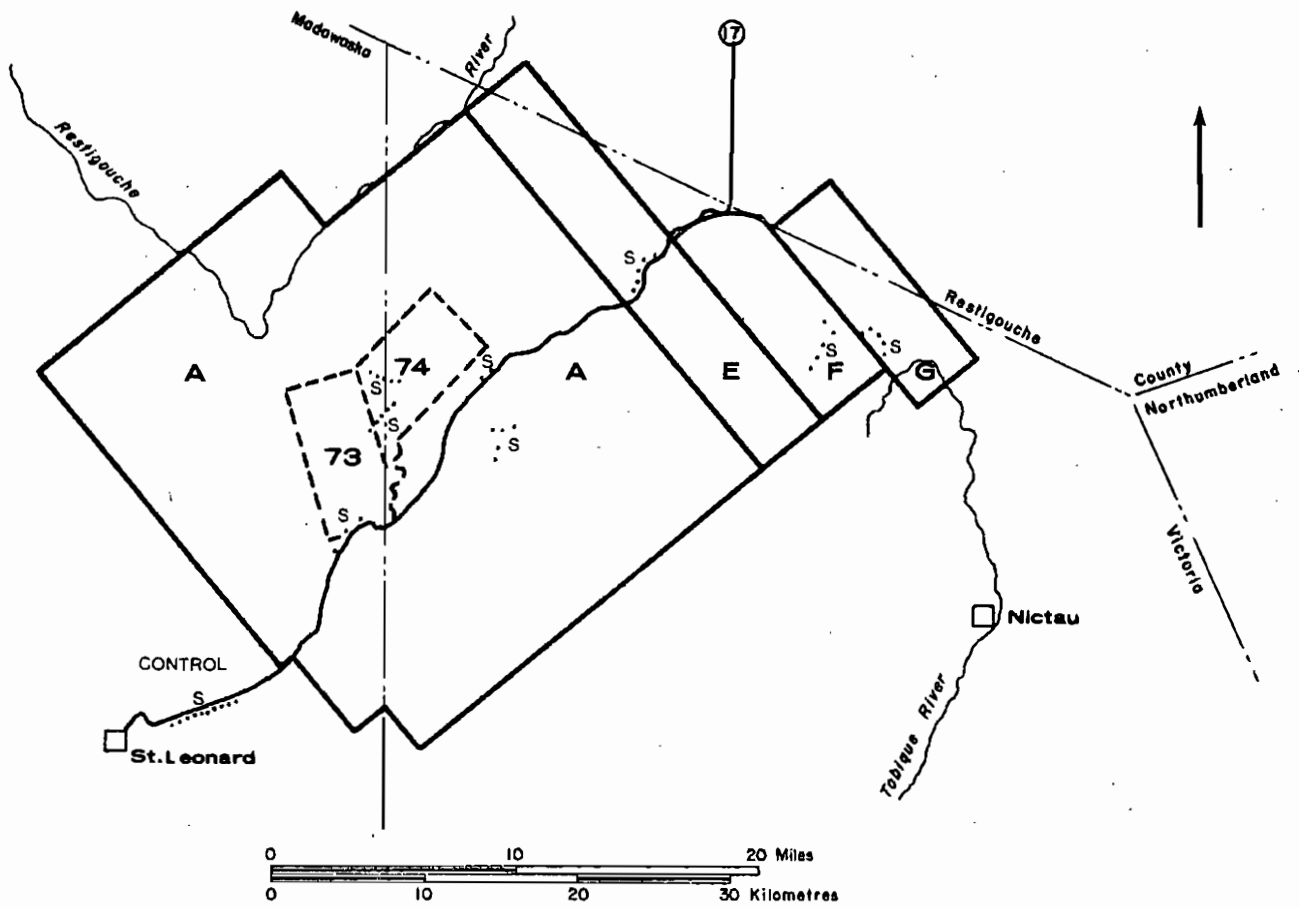 Madawaska
River
17
Restigouche
S
Restigouche
A
74
S
S
A
E
S
F
S
G
County
Northumberland
S
73
S
S
Victoria
CONTROL
S
St.Leonard
Nictau
Tobique River
0 10 20 Miles
0 10 20 30 Kilometres